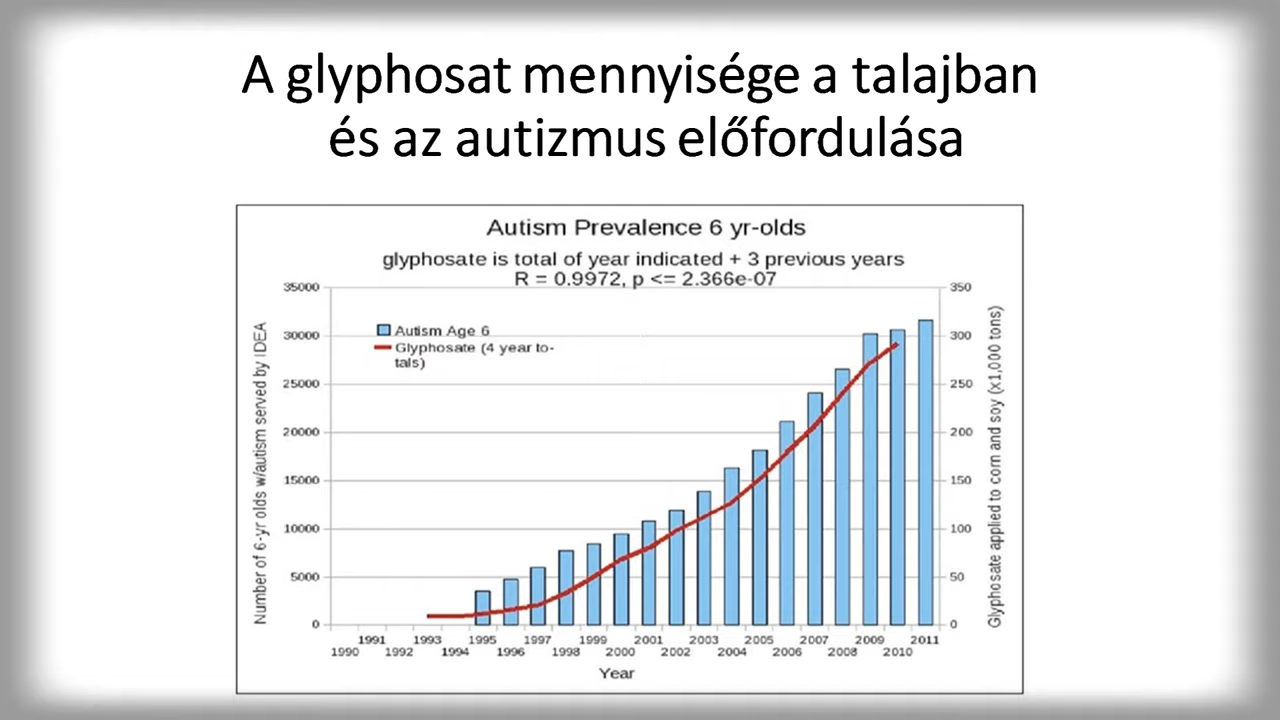 A glyphosat mennyisége a talajban
és az autizmus előfordulása
Autism Prevalence 6 yr-olds
glyphosate is total of year indicated + 3 previous years
R = 0.9972, p <= 2.366e-07
Number of 6-yr olds w/autism served by IDEA
35000
30000
25000
20000
15000
10000
5000
0
Autism Age 6
Glyphosate (4 year to-
tals)
350
300
250
200
150
100
50
0
Glyphosate applied to corn and soy (x1,000 tons)
1991 1993 1995 1997 1999 2001 2003 2005 2007 2009 2011
1990 1992 1994 1996 1998 2000 2002 2004 2006 2008 2010
Year